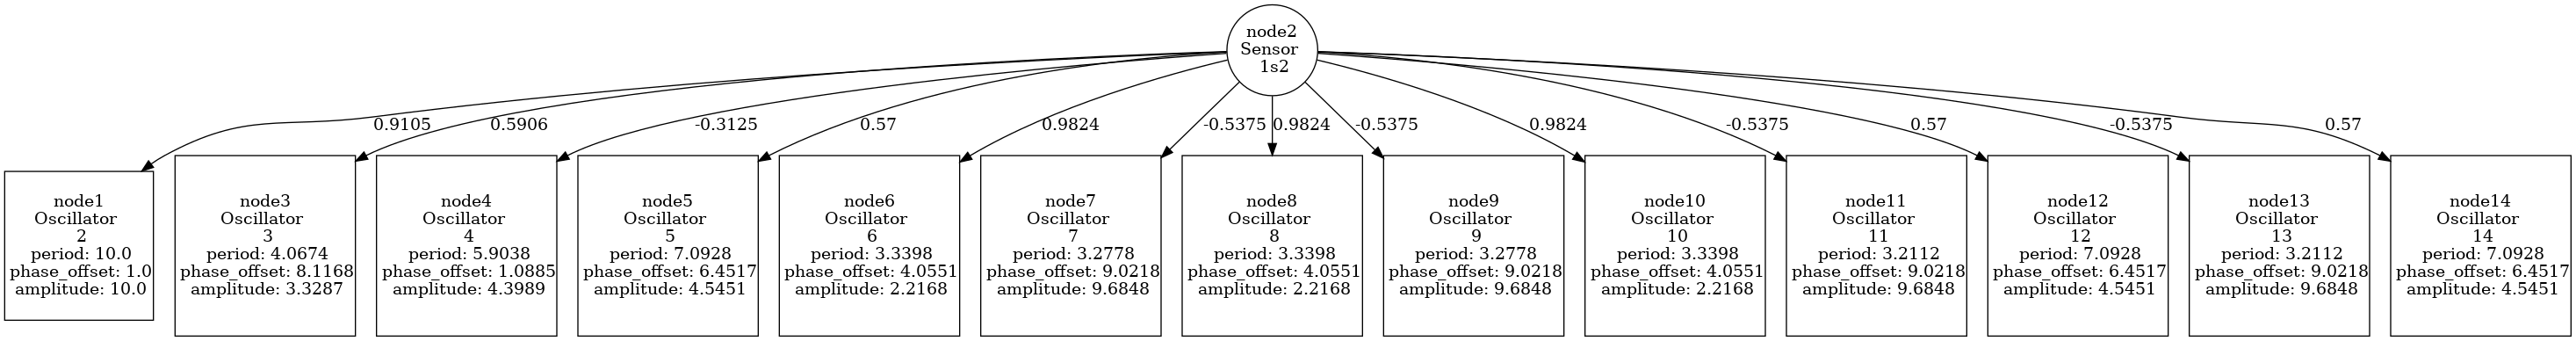 node2
Sensor
1s2
0.9105
0.5906
-0.3125
0.57
0.9824
-0.5375
0.9824
-0.5375
0.9824
-0.5375
0.57
-0.5375
0.57
node1
Oscillator
2
period: 10.0
phase_offset: 1.0
amplitude: 10.0
node3
Oscillator
3
period: 4.0674
phase_offset: 8.1168
amplitude: 3.3287
node4
Oscillator
4
period: 5.9038
phase_offset: 1.0885
amplitude: 4.3989
node5
Oscillator
5
period: 7.0928
phase_offset: 6.4517
amplitude: 4.5451
node6
Oscillator
6
period: 3.3398
phase_offset: 4.0551
amplitude: 2.2168
node7
Oscillator
7
period: 3.2778
phase_offset: 9.0218
amplitude: 9.6848
node8
Oscillator
8
period: 3.3398
phase_offset: 4.0551
amplitude: 2.2168
node9
Oscillator
9
period: 3.2778
phase_offset: 9.0218
amplitude: 9.6848
node10
Oscillator
10
period: 3.3398
phase_offset: 4.0551
amplitude: 2.2168
node11
Oscillator
11
period: 3.2112
phase_offset: 9.0218
amplitude: 9.6848
node12
Oscillator
12
period: 7.0928
phase_offset: 6.4517
amplitude: 4.5451
node13
Oscillator
13
period: 3.2112
phase_offset: 9.0218
amplitude: 9.6848
node14
Oscillator
14
period: 7.0928
phase_offset: 6.4517
amplitude: 4.5451